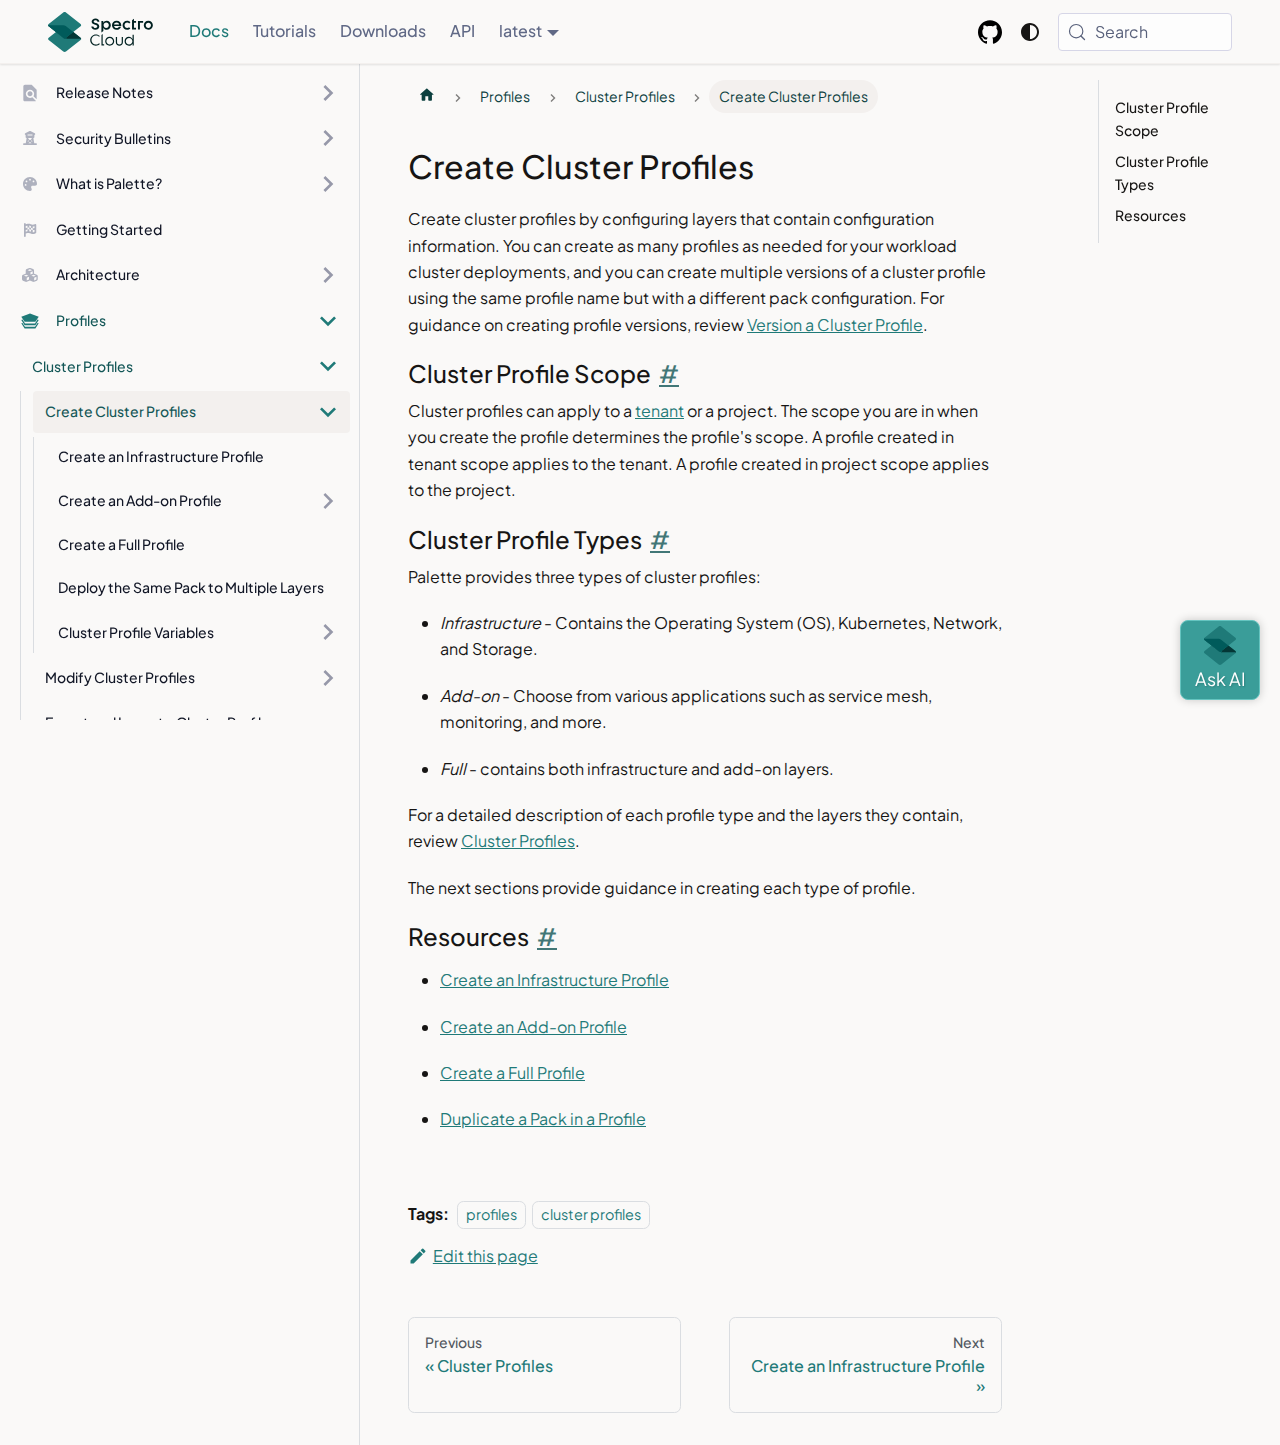 Spectro
Cloud
Docs
Tutorials
Downloads
API
latest
Search
Release Notes
Security Bulletins
What is Palette?
Getting Started
Architecture
Profiles
Cluster Profiles
Create Cluster Profiles
Create an Infrastructure Profile
Create an Add-on Profile
Create a Full Profile
Deploy the Same Pack to Multiple Layers
Cluster Profile Variables
Modify Cluster Profiles
Profiles
Cluster Profiles
Create Cluster Profiles
Create Cluster Profiles
Create cluster profiles by configuring layers that contain configuration
information. You can create as many profiles as needed for your workload
cluster deployments, and you can create multiple versions of a cluster profile
using the same profile name but with a different pack configuration. For
guidance on creating profile versions, review Version a Cluster Profile.
Cluster Profile Scope #
Cluster profiles can apply to a tenant or a project. The scope you are in when
you create the profile determines the profile's scope. A profile created in
tenant scope applies to the tenant. A profile created in project scope applies
to the project.
Cluster Profile Types #
Palette provides three types of cluster profiles:
Infrastructure - Contains the Operating System (OS), Kubernetes, Network,
and Storage.
Add-on - Choose from various applications such as service mesh,
monitoring, and more.
Full - contains both infrastructure and add-on layers.
For a detailed description of each profile type and the layers they contain,
review Cluster Profiles.
The next sections provide guidance in creating each type of profile.
Resources #
Create an Infrastructure Profile
Create an Add-on Profile
Create a Full Profile
Duplicate a Pack in a Profile
Tags: profiles cluster profiles
Edit this page
Previous
« Cluster Profiles
Next
Create an Infrastructure Profile
»
Cluster Profile
Scope
Cluster Profile
Types
Resources
Ask AI